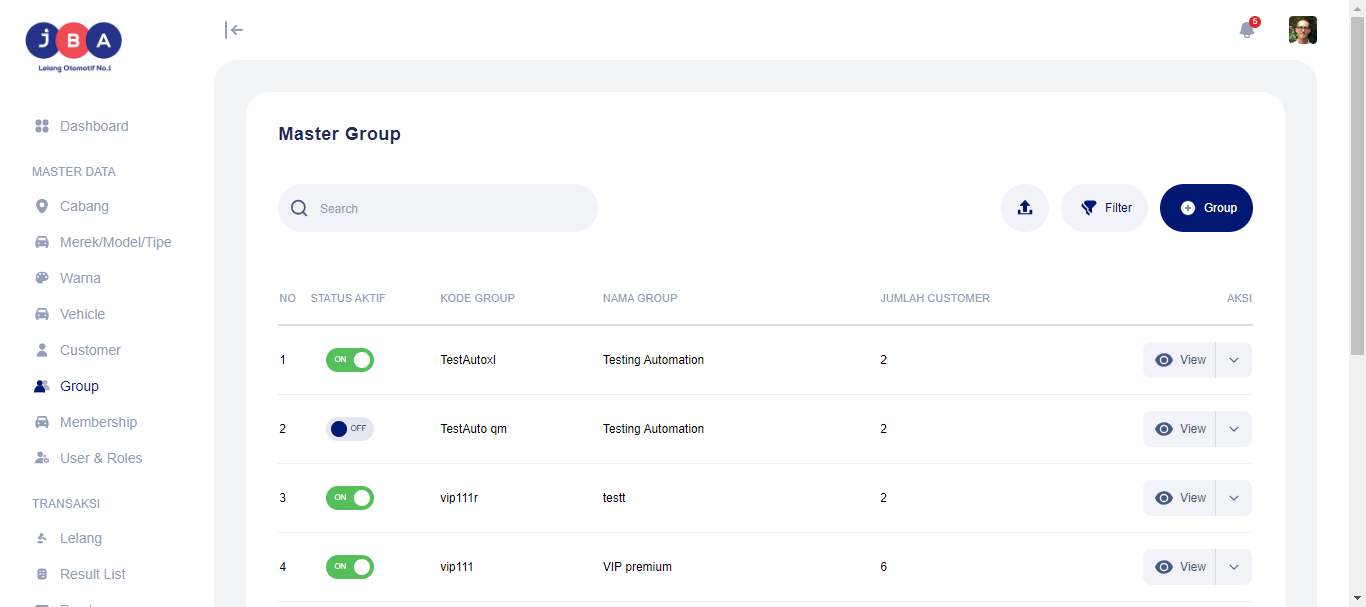 JBA
Lelang Otomotif No.1
5
Dashboard
MASTER DATA
Cabang
Merek/Model/Tipe
Warna
Vehicle
Customer
Group
Membership
User & Roles
TRANSAKSI
Lelang
Result List
Master Group
Search
Filter
Group
NO STATUS AKTIF KODE GROUP NAMA GROUP JUMLAH CUSTOMER AKSI
1 ON TestAutoxl Testing Automation 2 View
2 OFF TestAuto qm Testing Automation 2 View
3 ON vip111r testt 2 View
4 ON vip111 VIP premium 6 View